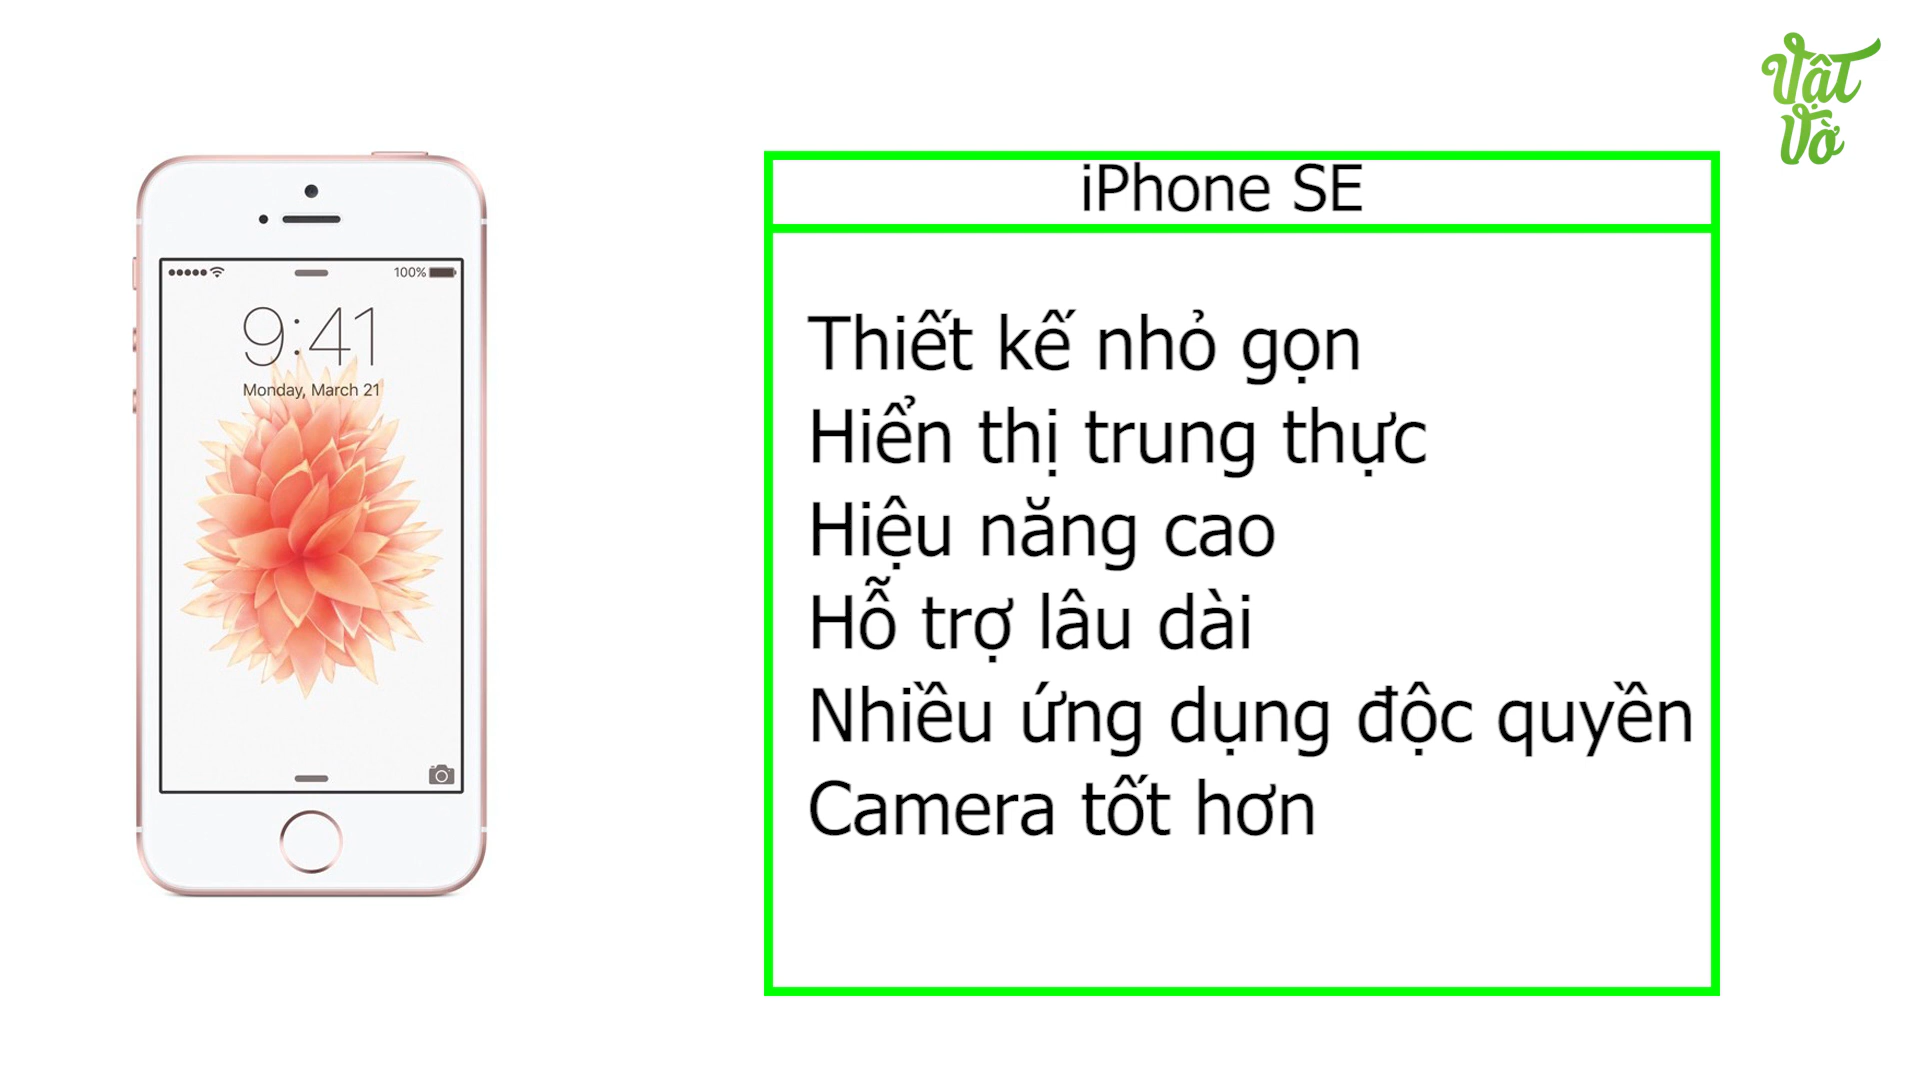 Vật
Vờ
iPhone SE
100%
9:41
Monday, March 21
Thiết kế nhỏ gọn
Hiển thị trung thực
Hiệu năng cao
Hỗ trợ lâu dài
Nhiều ứng dụng độc quyền
Camera tốt hơn